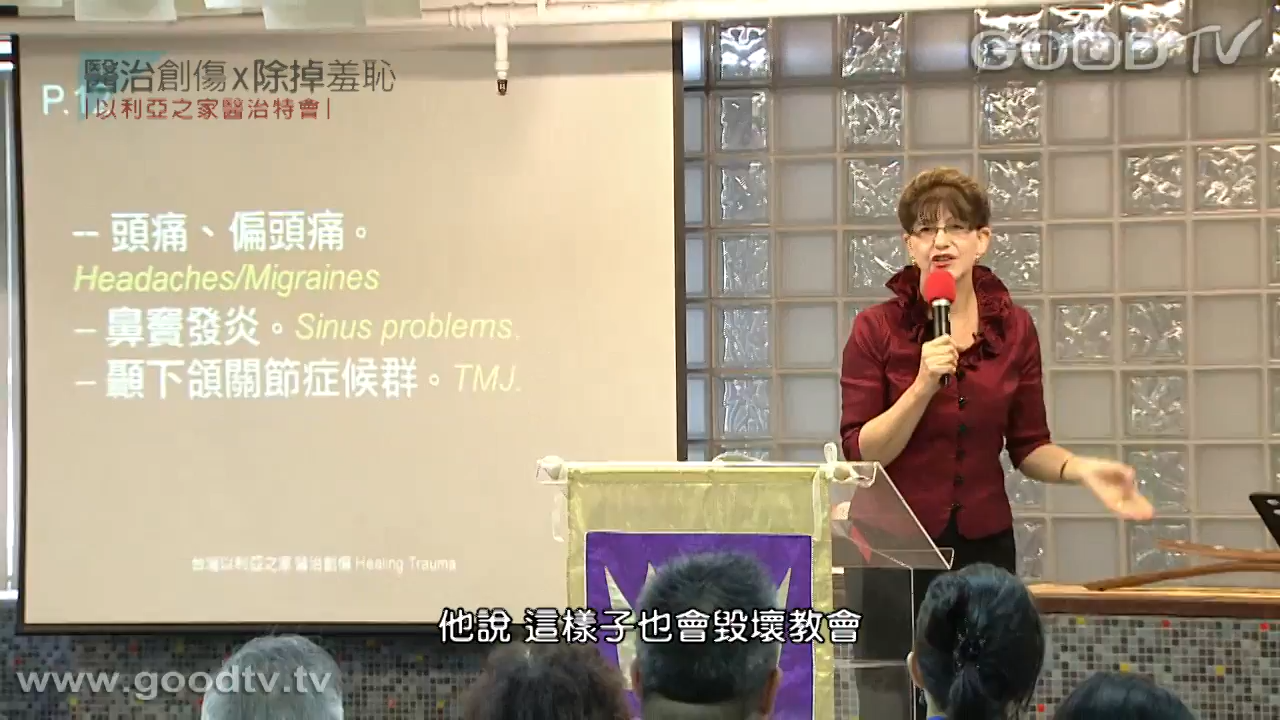 GOOD TV
醫治創傷x除掉羞恥
|以利亞之家醫治特會|
P.1
-- 頭痛、偏頭痛。
Headaches/Migraines
– 鼻竇發炎。Sinus problems.
– 顳下頜關節症候群。TMJ.
台灣以利亞之家 醫治創傷 Healing Trauma
他說 這樣子也會毀壞教會
www.goodtv.tv